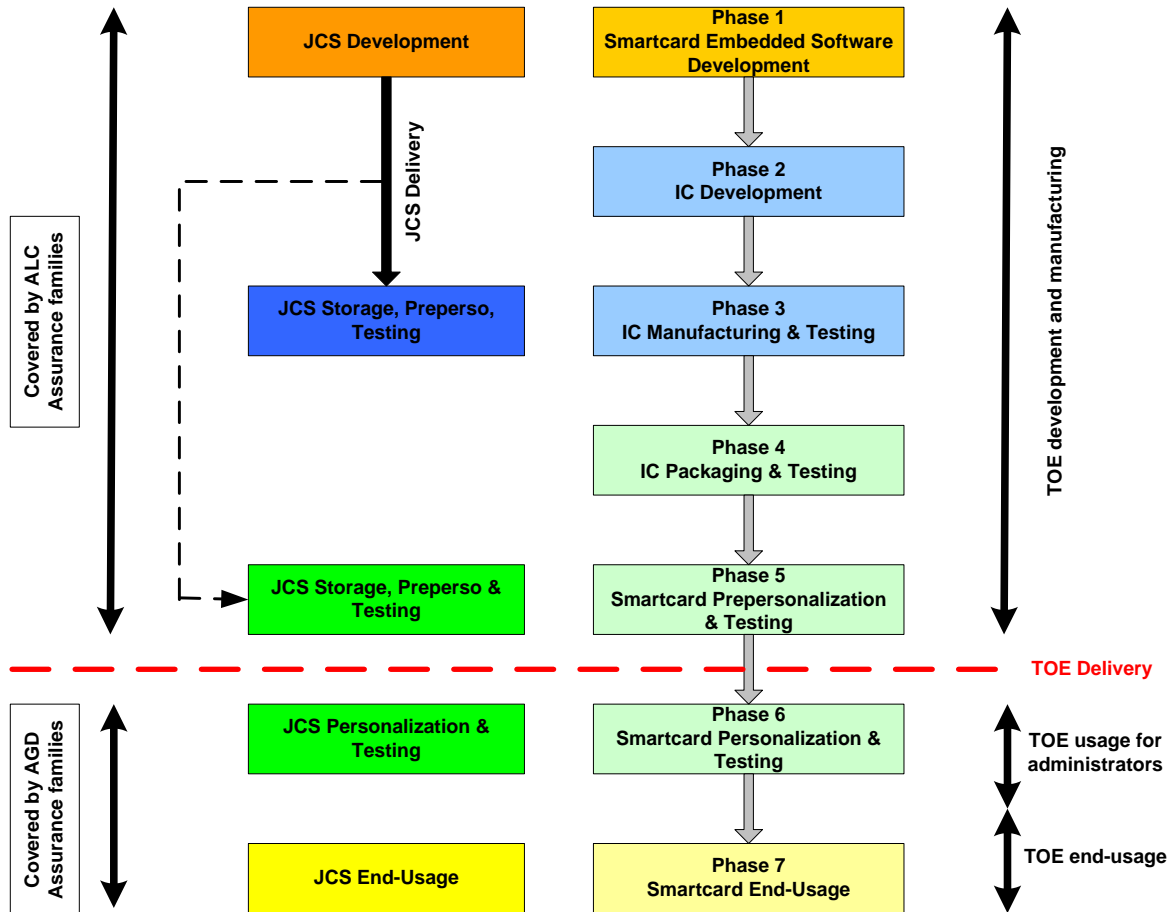 JCS Development
Phase 1
Smartcard Embedded Software
Development
JCS Delivery
Phase 2
IC Development
Covered by ALC
Assurance families
TOE development and manufacturing
JCS Storage, Preperso,
Testing
Phase 3
IC Manufacturing & Testing
Phase 4
IC Packaging & Testing
JCS Storage, Preperso &
Testing
Phase 5
Smartcard Prepersonalization
& Testing
TOE Delivery
Covered by AGD
Assurance families
JCS Personalization &
Testing
Phase 6
Smartcard Personalization &
Testing
TOE usage for
administrators
JCS End-Usage
Phase 7
Smartcard End-Usage
TOE end-usage